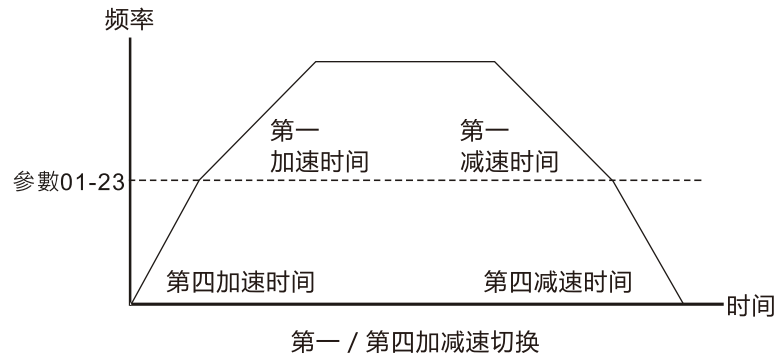 频率
第一
加速时间
第一
减速时间
參數01-23
第四加速时间
第四减速时间
时间
第一 / 第四加减速切换